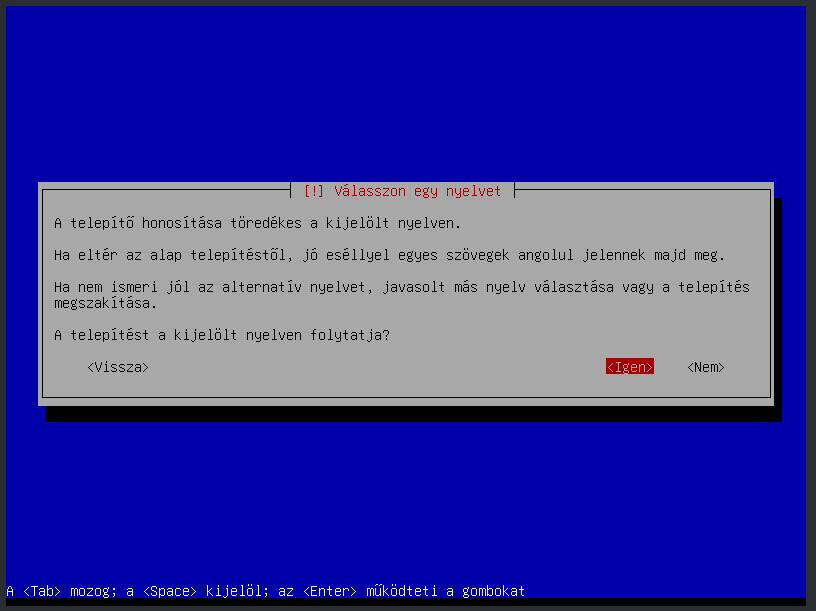 [!] Válasszon egy nyelvet
A telepítő honosítása töredékes a kijelölt nyelven.
Ha eltér az alap telepítéstől, jó eséllyel egyes szövegek angolul jelennek majd meg.
Ha nem ismeri jól az alternatív nyelvet, javasolt más nyelv választása vagy a telepítés
megszakítása.
A telepítést a kijelölt nyelven folytatja?
<Vissza> <Igen> <Nem>
A <Tab> mozog; a <Space> kijelöl; az <Enter> működteti a gombokat